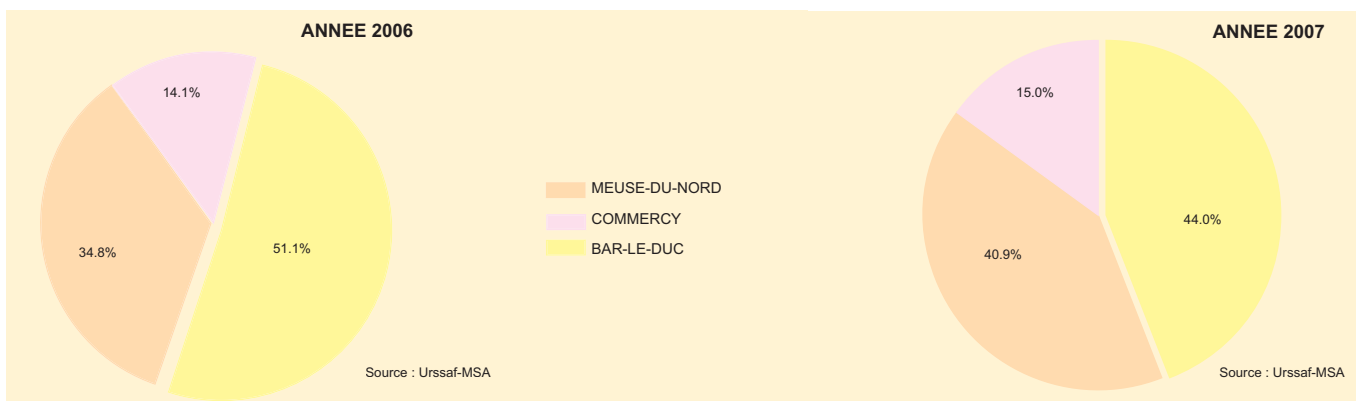 ANNEE 2006
14.1%
34.8%
51.1%
Source : Urssaf-MSA
MEUSE-DU-NORD
COMMERCY
BAR-LE-DUC
ANNEE 2007
15.0%
44.0%
40.9%
Source : Urssaf-MSA